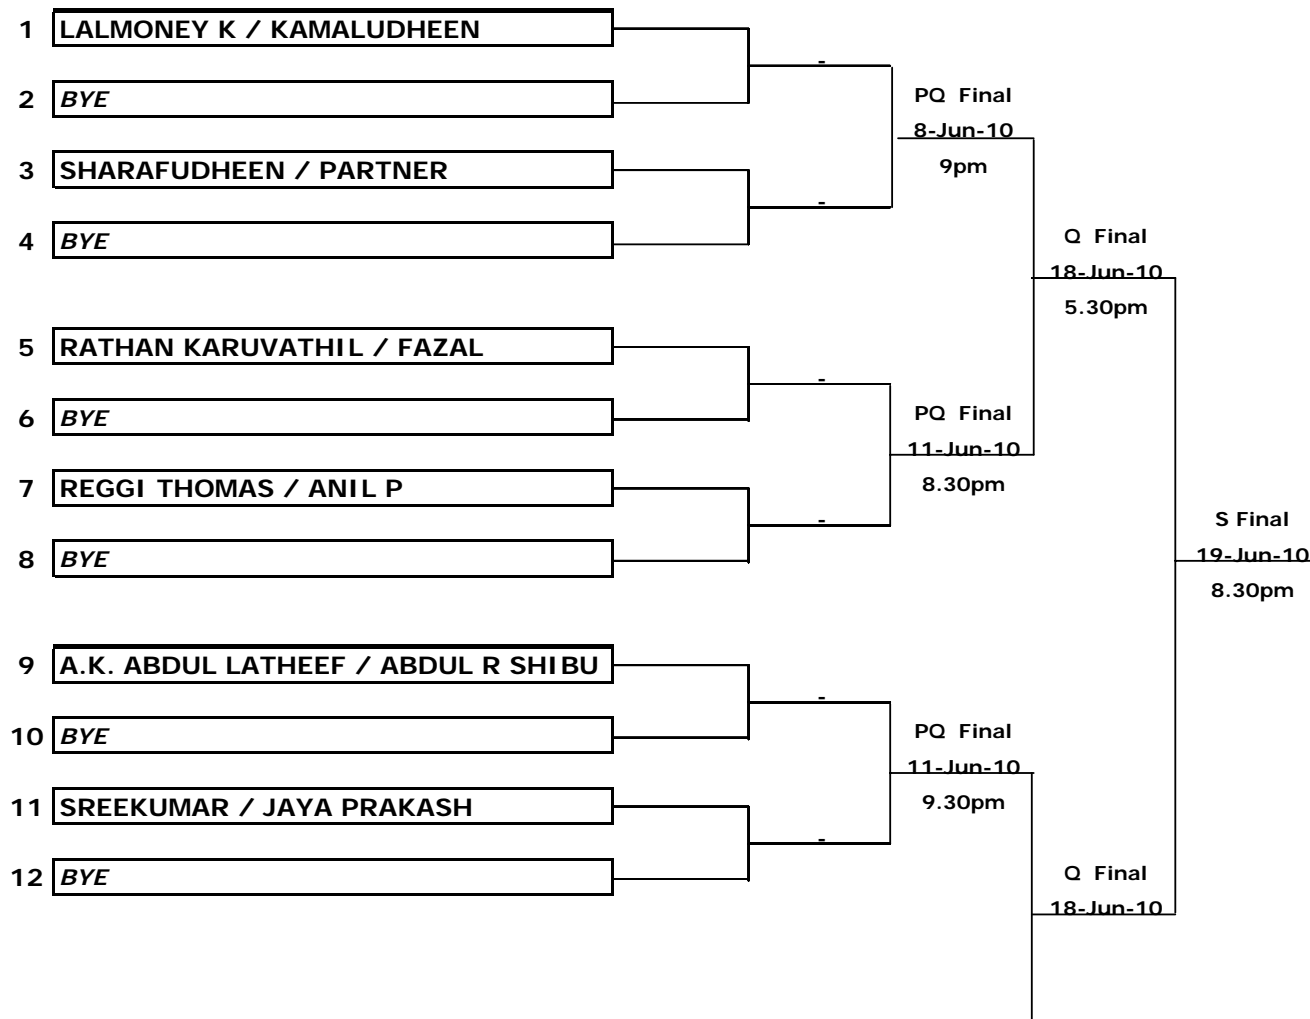 1 LALMONEY K / KAMALUDHEEN
-
2 BYE
PQ Final
8-Jun-10
9pm
3 SHARAFUDHEEN / PARTNER
-
4 BYE
Q Final
18-Jun-10
5.30pm
5 RATHAN KARUVATHIL / FAZAL
-
6 BYE
PQ Final
11-Jun-10
8.30pm
7 REGGI THOMAS / ANIL P
-
8 BYE
S Final
19-Jun-10
8.30pm
9 A.K. ABDUL LATHEEF / ABDUL R SHIBU
-
10 BYE
PQ Final
11-Jun-10
9.30pm
11 SREEKUMAR / JAYA PRAKASH
-
12 BYE
Q Final
18-Jun-10